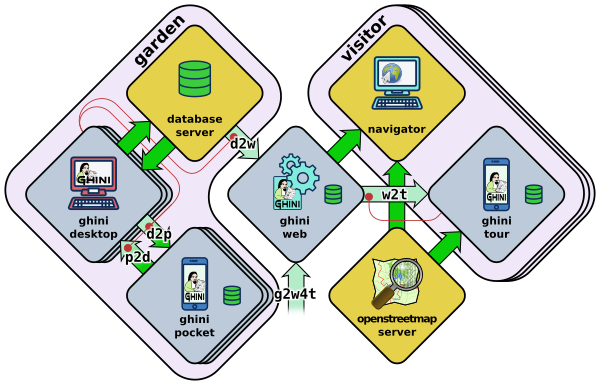 garden
visitor
database
server
navigator
d2w
GHINI
ghini
desktop
GHINI
ghini
web
w2t
GHINI
ghini
tour
d2p
p2d
GHINI
ghini
pocket
g2w4t
openstreetmap
server